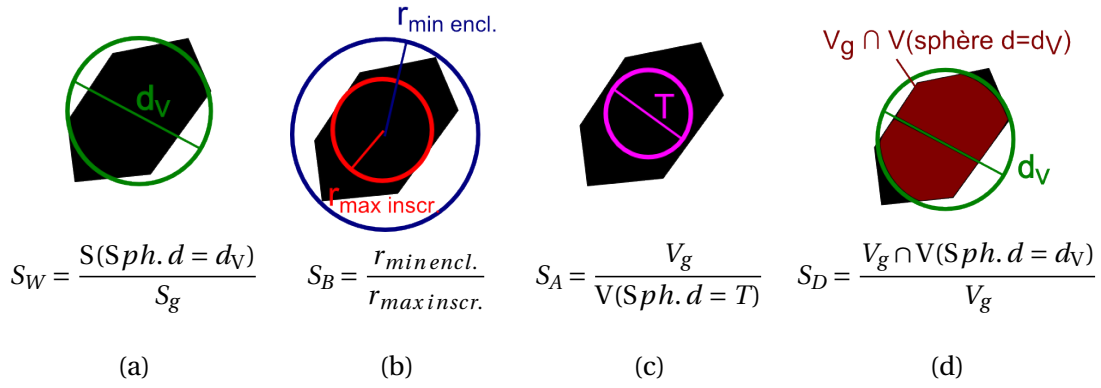 d_V
r_min encl.
r_max inscr.
T
V_g ∩ V(sphère d=d_V)
d_V
S_W = S(Sph. d = d_V) / S_g
S_B = r_min encl. / r_max inscr.
S_A = V_g / V(Sph. d = T)
S_D = V_g ∩ V(Sph. d = d_V) / V_g
(a)
(b)
(c)
(d)